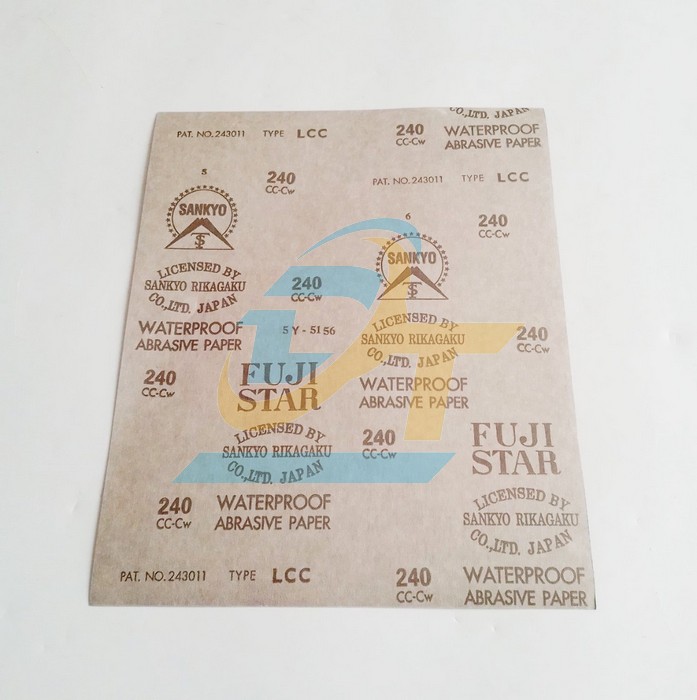 CO.,LTD. JAPAN
PAT. NO. 243011 TYPE LCC
240
CC-Cw
WATERPROOF
ABRASIVE PAPER
5
240
CC-Cw
PAT. NO. 243011 TYPE LCC
SANKYO
6
240
CC-Cw
SANKYO
LICENSED BY
SANKYO RIKAGAKU
CO.,LTD. JAPAN
240
CC-Cw
WATERPROOF
ABRASIVE PAPER
5Y-5156
LICENSED BY
SANKYO RIKAGAKU
CO.,LTD. JAPAN
240
CC-Cw
240
CC-Cw
FUJI
STAR
WATERPROOF
ABRASIVE PAPER
LICENSED BY
SANKYO RIKAGAKU
CO.,LTD. JAPAN
240
CC-Cw
FUJI
STAR
240
CC-Cw
WATERPROOF
ABRASIVE PAPER
LICENSED BY
SANKYO RIKAGAKU
CO.,LTD. JAPAN
PAT. NO. 243011 TYPE LCC
240
CC-Cw
WATERPROOF
ABRASIVE PAPER